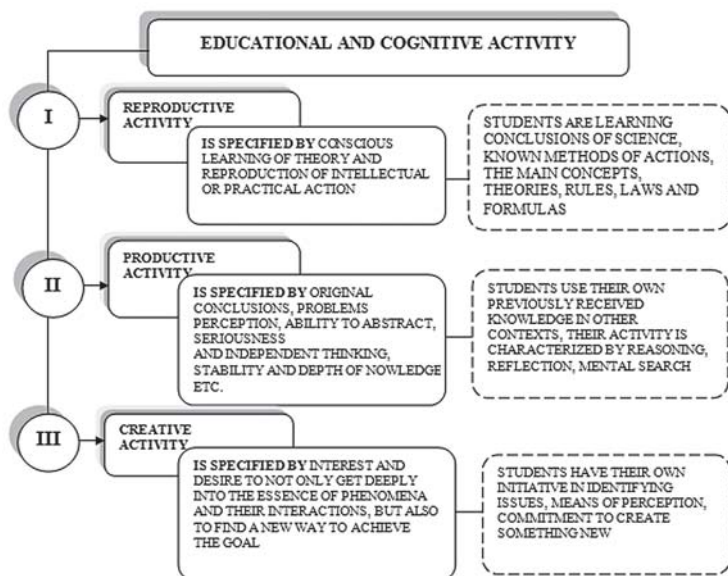 EDUCATIONAL AND COGNITIVE ACTIVITY
I
REPRODUCTIVE
ACTIVITY
IS SPECIFIED BY CONSCIOUS
LEARNING OF THEORY AND
REPRODUCTION OF INTELLECTUAL
OR PRACTICAL ACTION
STUDENTS ARE LEARNING
CONCLUSIONS OF SCIENCE,
KNOWN METHODS OF ACTIONS,
THE MAIN CONCEPTS,
THEORIES, RULES, LAWS AND
FORMULAS
II
PRODUCTIVE
ACTIVITY
IS SPECIFIED BY ORIGINAL
CONCLUSIONS, PROBLEMS
PERCEPTION, ABILITY TO ABSTRACT,
SERIOUSNESS
AND INDEPENDENT THINKING,
STABILITY AND DEPTH OF NOWLEDGE
ETC.
STUDENTS USE THEIR OWN
PREVIOUSLY RECEIVED
KNOWLEDGE IN OTHER
CONTEXTS, THEIR ACTIVITY IS
CHARACTERIZED BY REASONING,
REFLECTION, MENTAL SEARCH
III
CREATIVE
ACTIVITY
IS SPECIFIED BY INTEREST AND
DESIRE TO NOT ONLY GET DEEPLY
INTO THE ESSENCE OF PHENOMENA
AND THEIR INTERACTIONS, BUT ALSO
TO FIND A NEW WAY TO ACHIEVE
THE GOAL
STUDENTS HAVE THEIR OWN
INITIATIVE IN IDENTIFYING
ISSUES, MEANS OF PERCEPTION,
COMMITMENT TO CREATE
SOMETHING NEW